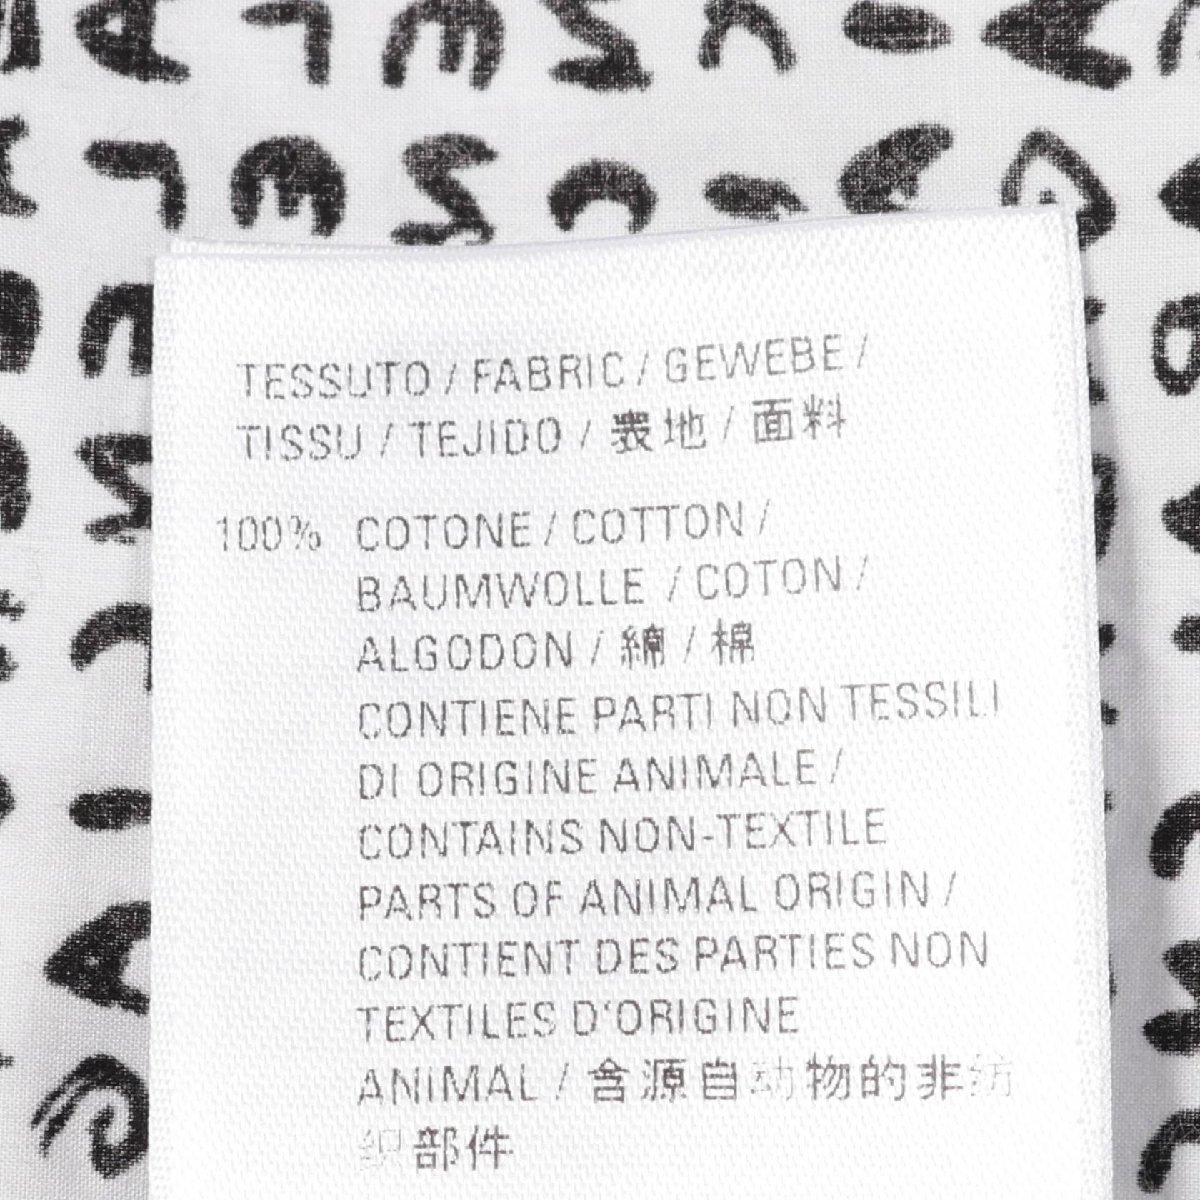 TESSUTO / FABRIC / GEWEBE /
TISSU / TEJIDO / 表地 / 面料
100% COTONE / COTTON /
BAUMWOLLE / COTON /
ALGODON / 綿 / 棉
CONTIENE PARTI NON TESSILI
DI ORIGINE ANIMALE /
CONTAINS NON-TEXTILE
PARTS OF ANIMAL ORIGIN /
CONTIENT DES PARTIES NON
TEXTILES D'ORIGINE
ANIMAL / 含源自动物的非纺
织部件